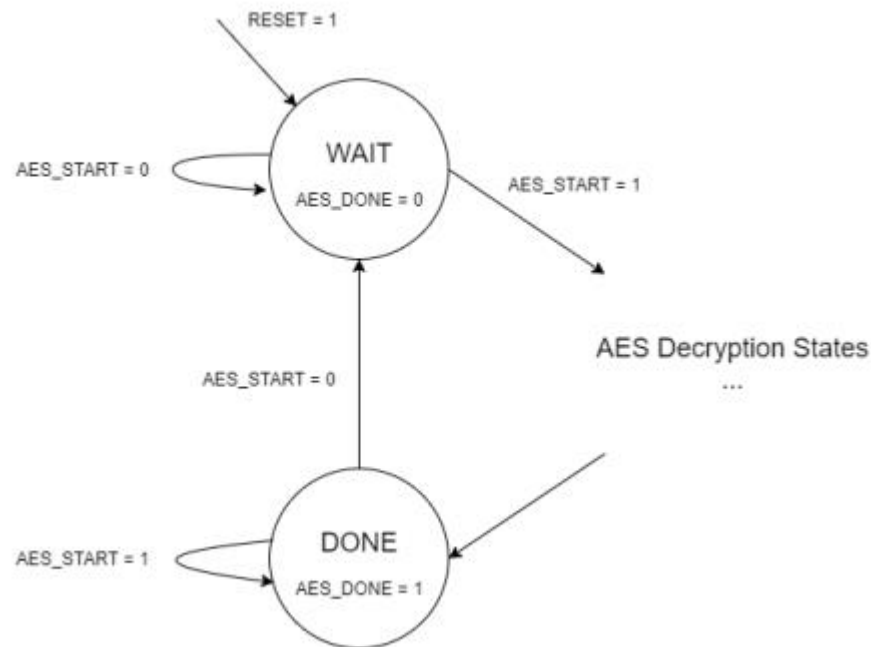 RESET = 1
WAIT
AES_START = 0
AES_START = 1
AES_DONE = 0
AES Decryption States
...
AES_START = 0
DONE
AES_START = 1
AES_DONE = 1